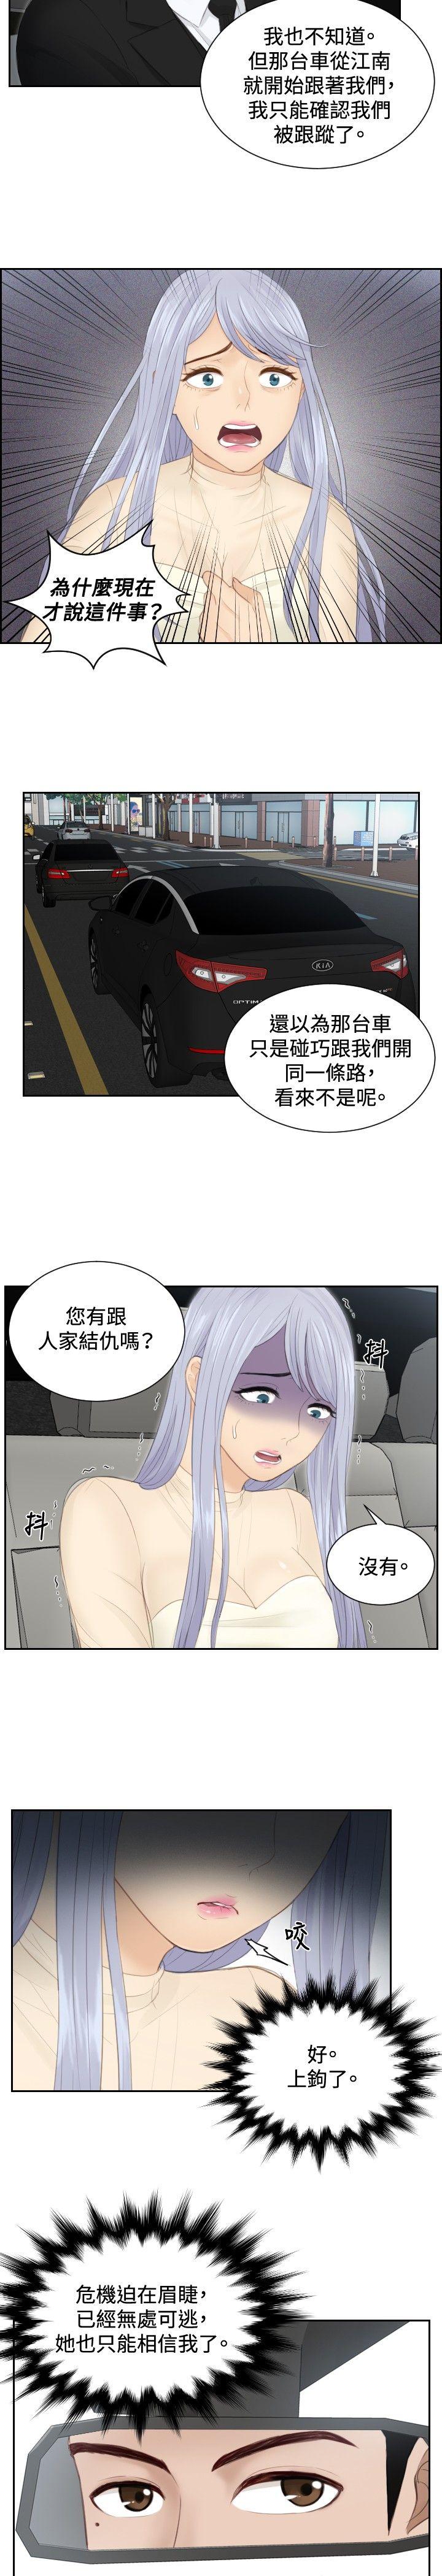 我也不知道。
但那台車從江南
就開始跟著我們，
我只能確認我們
被跟蹤了。
為什麼現在
才說這件事？
KIA
OPTIMA
還以為那台車
只是碰巧跟我們開
同一條路，
看來不是呢。
您有跟
人家結仇嗎？
抖
抖
沒有。
咬
好。
上鉤了。
危機迫在眉睫，
已經無處可逃，
她也只能相信我了。